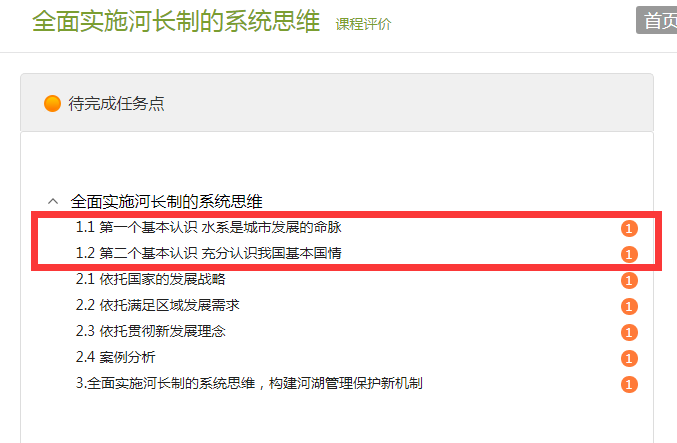 全面实施河长制的系统思维 课程评价 首页
待完成任务点
全面实施河长制的系统思维
1.1 第一个基本认识 水系是城市发展的命脉 1
1.2 第二个基本认识 充分认识我国基本国情 1
2.1 依托国家的发展战略 1
2.2 依托满足区域发展需求 1
2.3 依托贯彻新发展理念 1
2.4 案例分析 1
3.全面实施河长制的系统思维，构建河湖管理保护新机制 1